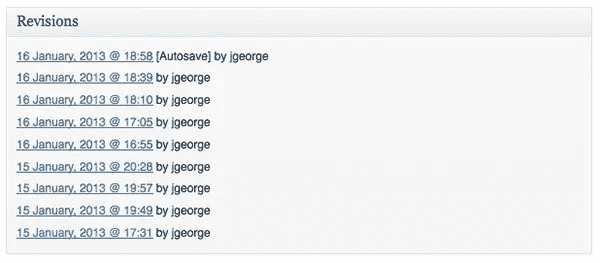 Revisions
16 January, 2013 @ 18:58 [Autosave] by jgeorge
16 January, 2013 @ 18:39 by jgeorge
16 January, 2013 @ 18:10 by jgeorge
16 January, 2013 @ 17:05 by jgeorge
16 January, 2013 @ 16:55 by jgeorge
15 January, 2013 @ 20:28 by jgeorge
15 January, 2013 @ 19:57 by jgeorge
15 January, 2013 @ 19:49 by jgeorge
15 January, 2013 @ 17:31 by jgeorge